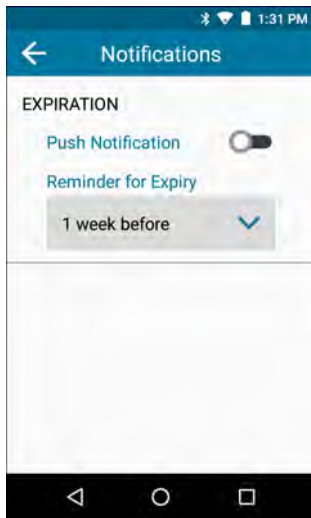 1:31 PM
Notifications
EXPIRATION
Push Notification
Reminder for Expiry
1 week before